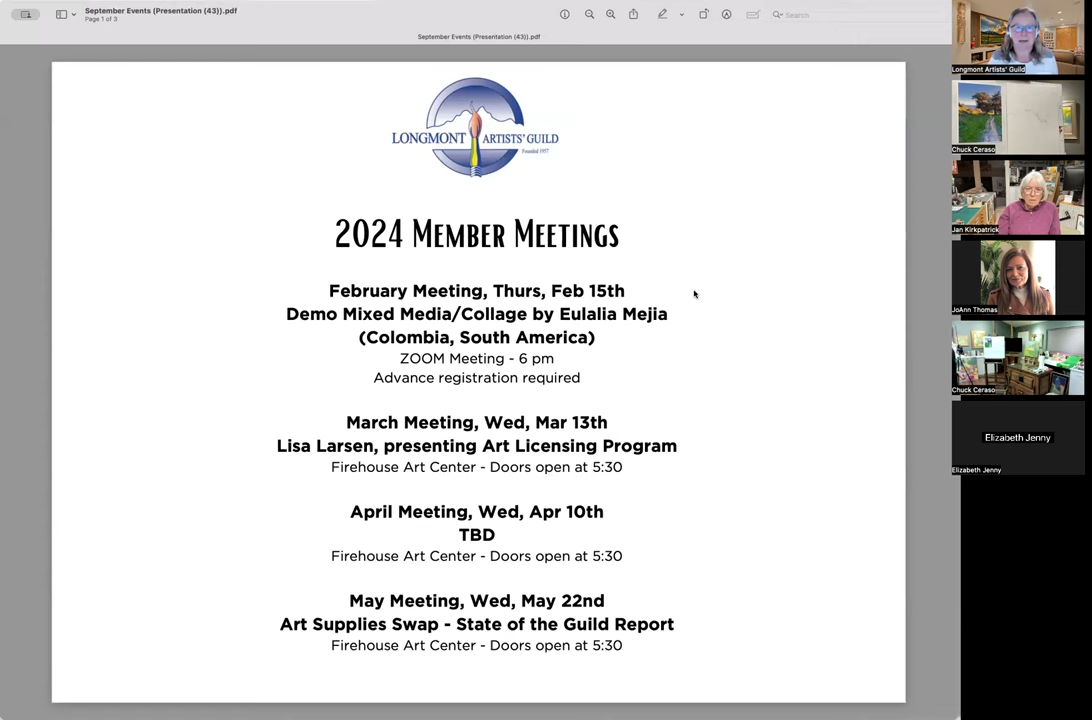 September Events (Presentation (43)).pdf
Page 1 of 3
Search
September Events (Presentation (43)).pdf
LONGMONT ARTISTS' GUILD
Founded 1957
2024 MEMBER MEETINGS
February Meeting, Thurs, Feb 15th
Demo Mixed Media/Collage by Eulalia Mejia
(Colombia, South America)
ZOOM Meeting - 6 pm
Advance registration required
March Meeting, Wed, Mar 13th
Lisa Larsen, presenting Art Licensing Program
Firehouse Art Center - Doors open at 5:30
April Meeting, Wed, Apr 10th
TBD
Firehouse Art Center - Doors open at 5:30
May Meeting, Wed, May 22nd
Art Supplies Swap - State of the Guild Report
Firehouse Art Center - Doors open at 5:30
Longmont Artists' Guild
Chuck Ceraso
Jan Kirkpatrick
JoAnn Thomas
Chuck Ceraso
Elizabeth Jenny
Elizabeth Jenny